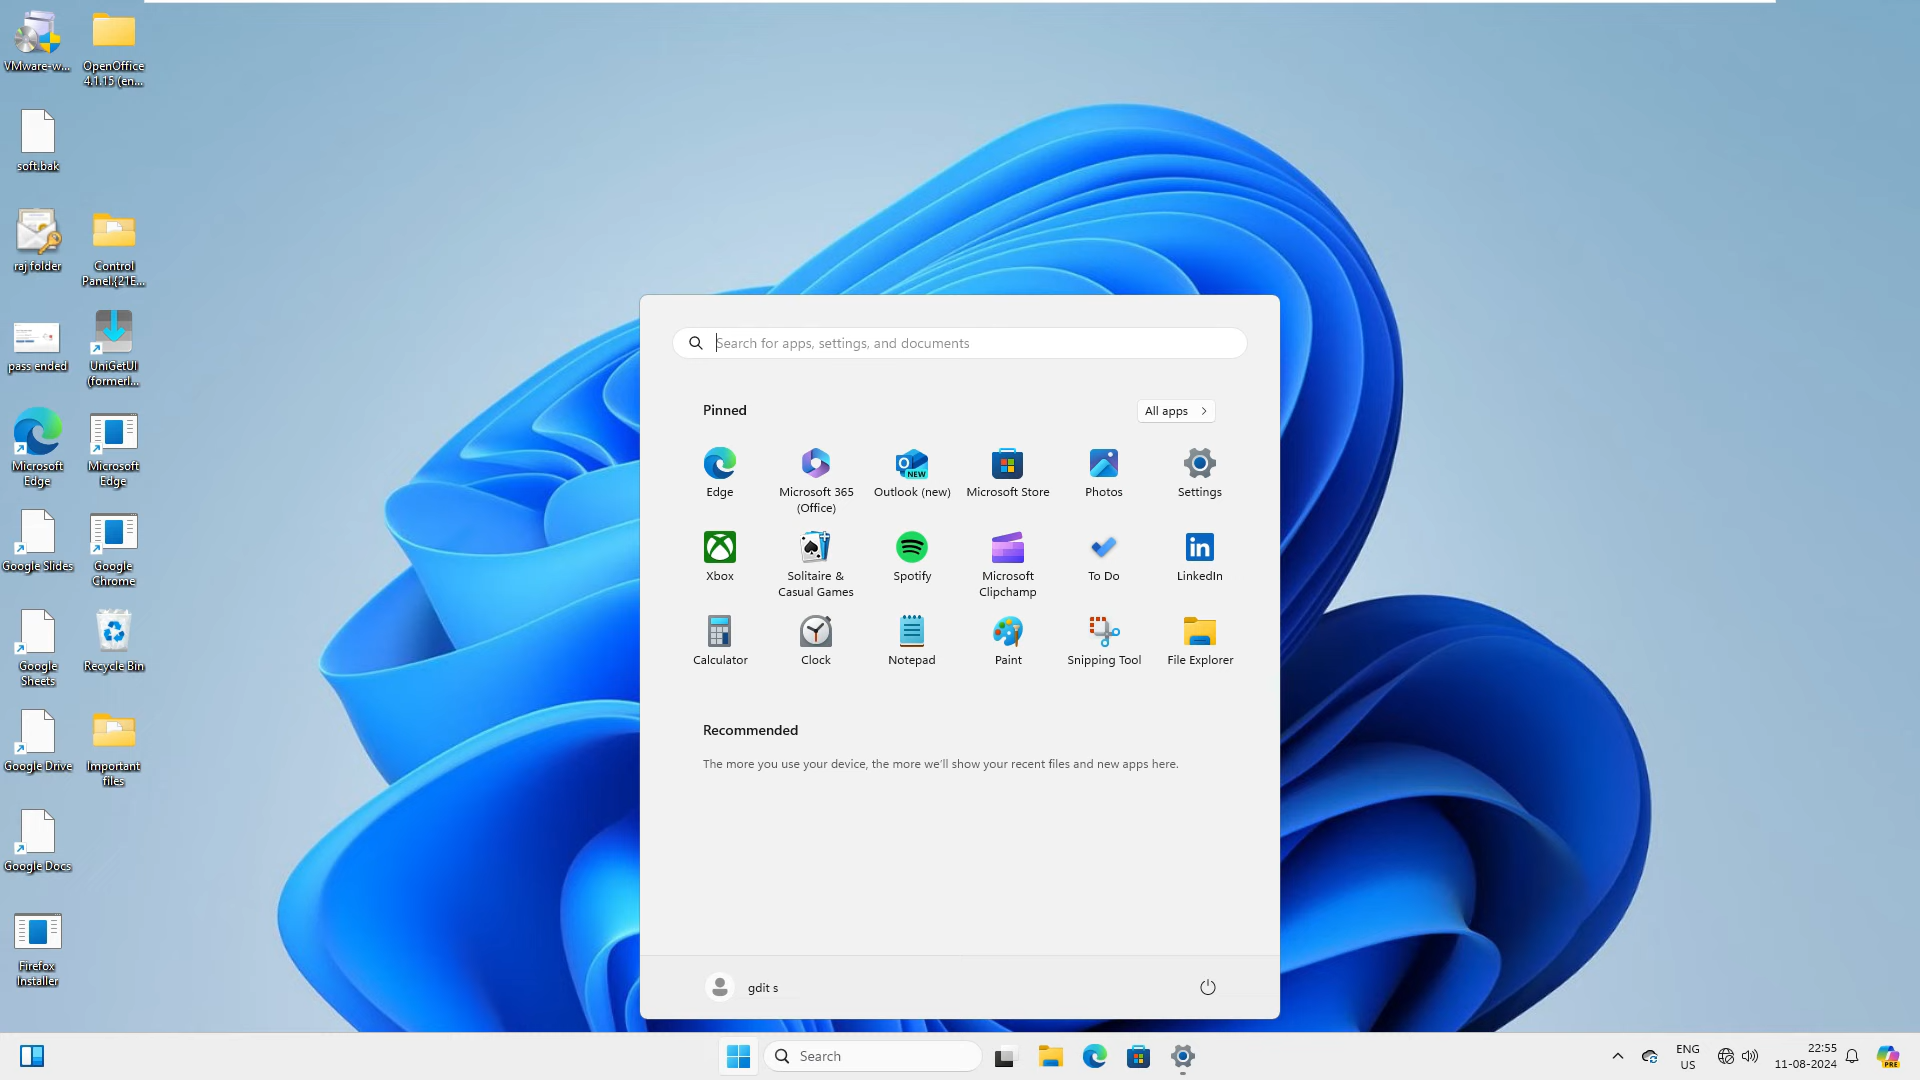 VMware-w...
OpenOffice
4.1.15 (en...
soft.bak
raj folder
Control
Panel.{21E...
pass ended
UniGetUI
(formerl...
Microsoft
Edge
Microsoft
Edge
Google Slides
Google
Chrome
Google
Sheets
Recycle Bin
Google Drive
Important
files
Google Docs
Firefox
Installer
Search for apps, settings, and documents
Pinned
All apps
Edge
Microsoft 365
(Office)
Outlook (new)
NEW
Microsoft Store
Photos
Settings
Xbox
Solitaire &
Casual Games
Spotify
Microsoft
Clipchamp
To Do
LinkedIn
Calculator
Clock
Notepad
Paint
Snipping Tool
File Explorer
Recommended
The more you use your device, the more we'll show your recent files and new apps here.
gdit s
Search
ENG
US
22:55
11-08-2024
PRE